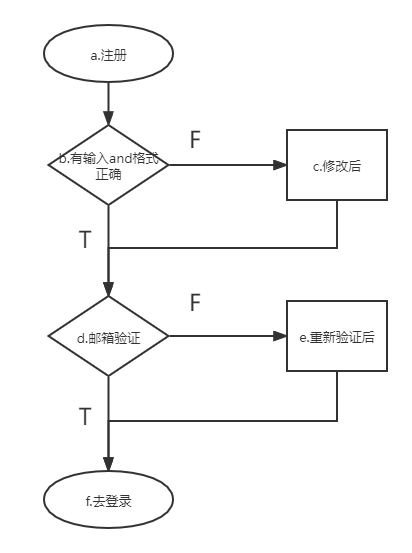 a.注册
b.有输入and格式
正确
F
c.修改后
T
F
d.邮箱验证
e.重新验证后
T
f.去登录